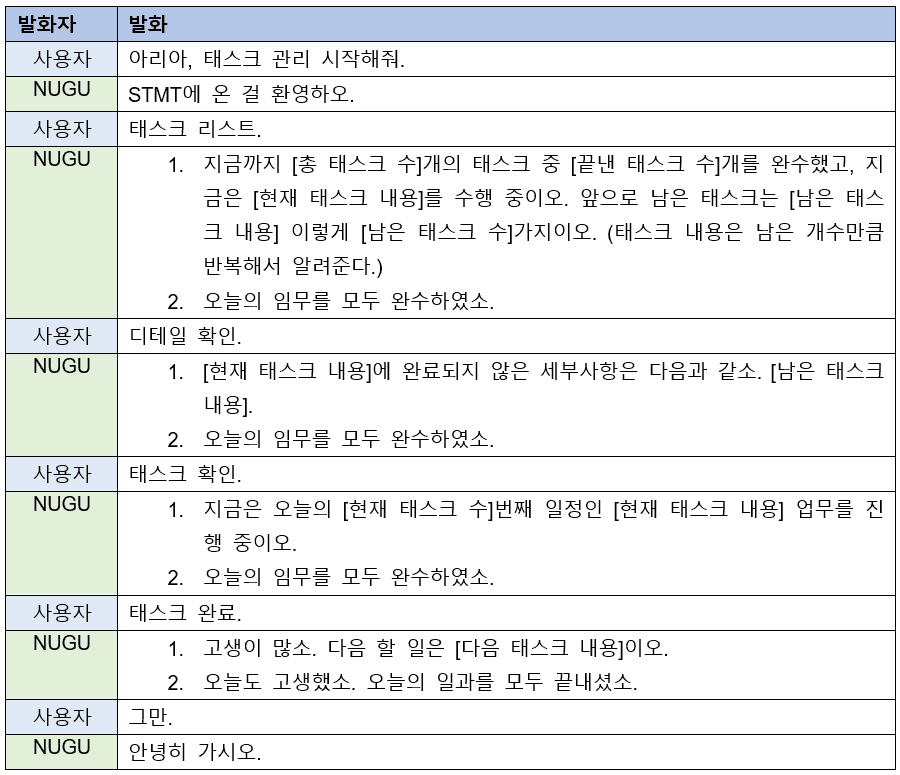 발화자 발화
사용자 아리아, 태스크 관리 시작해줘.
NUGU STMT에 온 걸 환영하오.
사용자 태스크 리스트.
NUGU 1. 지금까지 [총 태스크 수]개의 태스크 중 [끝낸 태스크 수]개를 완수했고, 지
금은 [현재 태스크 내용]를 수행 중이오. 앞으로 남은 태스크는 [남은 태스
크 내용] 이렇게 [남은 태스크 수]가지이오. (태스크 내용은 남은 개수만큼
반복해서 알려준다.)
2. 오늘의 임무를 모두 완수하였소.
사용자 디테일 확인.
NUGU 1. [현재 태스크 내용]에 완료되지 않은 세부사항은 다음과 같소. [남은 태스크
내용].
2. 오늘의 임무를 모두 완수하였소.
사용자 태스크 확인.
NUGU 1. 지금은 오늘의 [현재 태스크 수]번째 일정인 [현재 태스크 내용] 업무를 진
행 중이오.
2. 오늘의 임무를 모두 완수하였소.
사용자 태스크 완료.
NUGU 1. 고생이 많소. 다음 할 일은 [다음 태스크 내용]이오.
2. 오늘도 고생했소. 오늘의 일과를 모두 끝내셨소.
사용자 그만.
NUGU 안녕히 가시오.